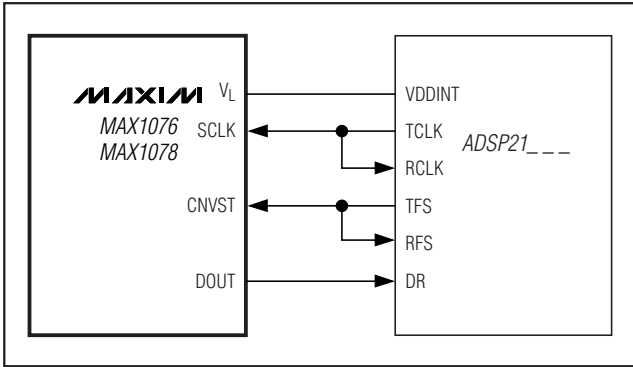 MAXIM
MAX1076
MAX1078
VL
SCLK
CNVST
DOUT
VDDINT
TCLK
RCLK
TFS
RFS
DR
ADSP21_ _ _